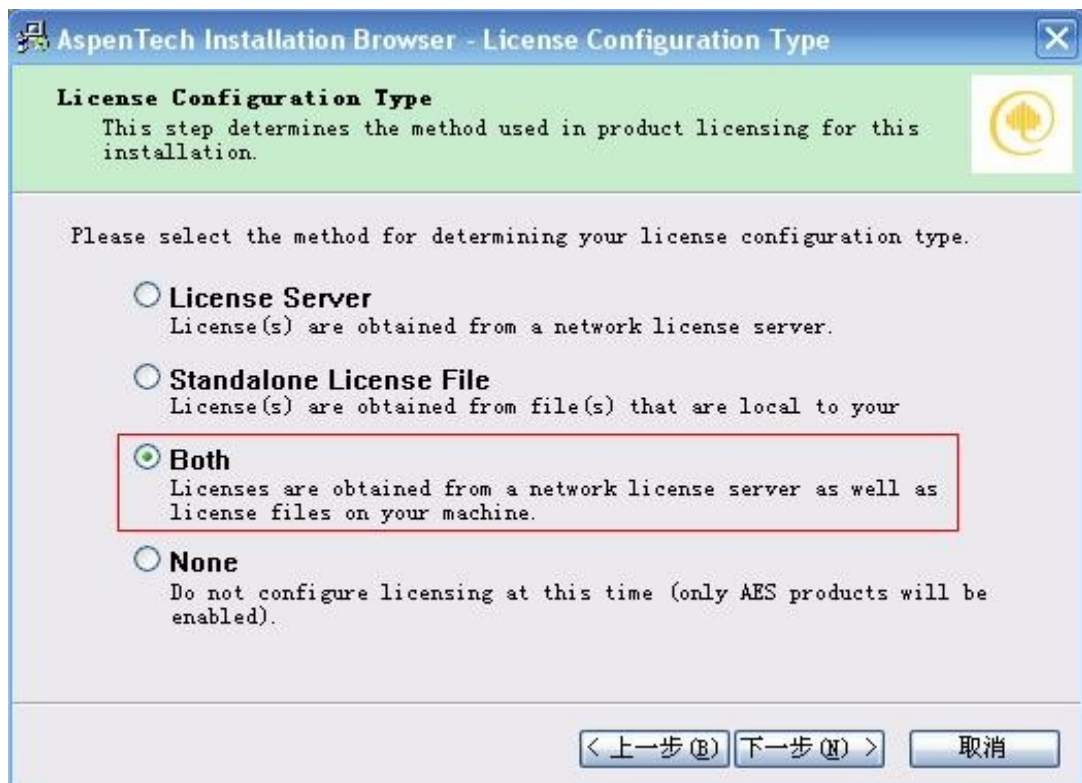 AspenTech Installation Browser - License Configuration Type
License Configuration Type
This step determines the method used in product licensing for this
installation.
Please select the method for determining your license configuration type.
License Server
License(s) are obtained from a network license server.
Standalone License File
License(s) are obtained from file(s) that are local to your
Both
Licenses are obtained from a network license server as well as
license files on your machine.
None
Do not configure licensing at this time (only AES products will be
enabled).
< 上一步(B) 下一步(N) > 取消